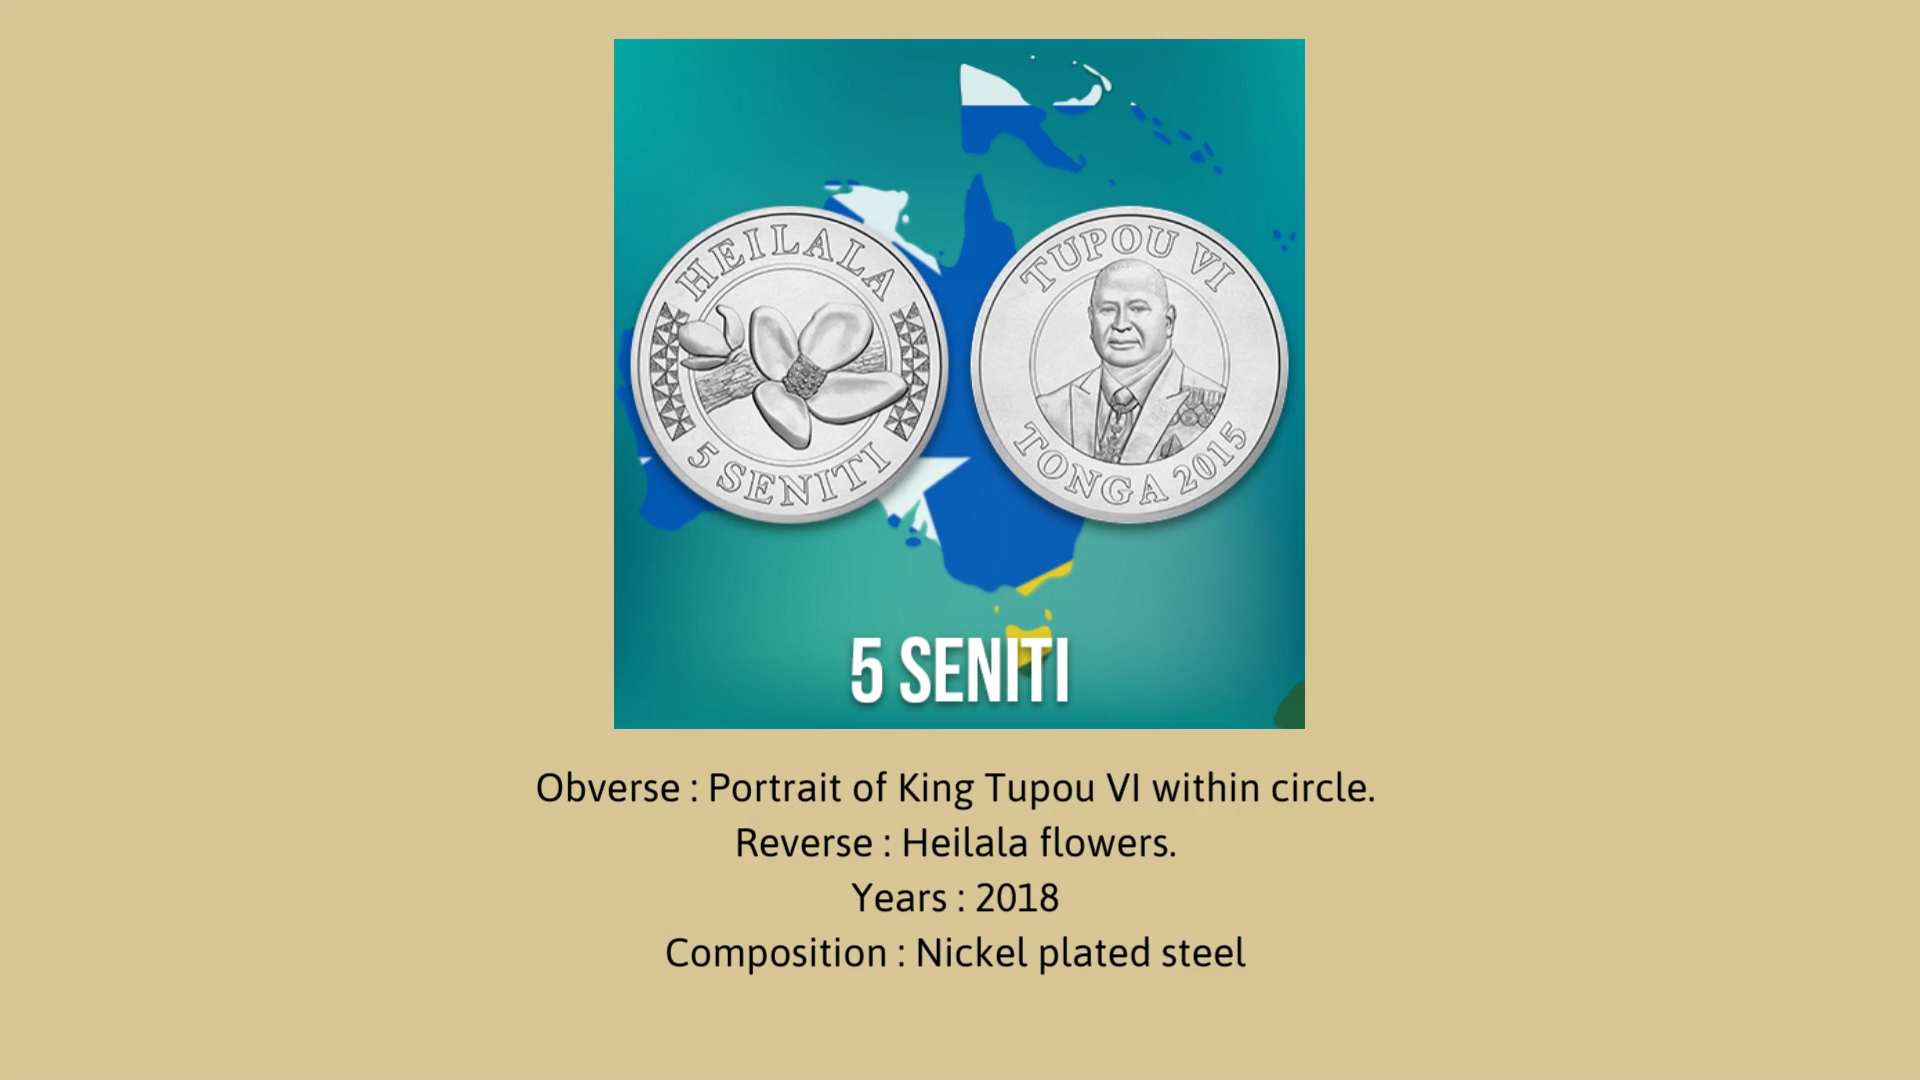 HEILALA
5 SENITI
TUPOU VI
TONGA 2015
5 SENITI
Obverse : Portrait of King Tupou VI within circle.
Reverse : Heilala flowers.
Years : 2018
Composition : Nickel plated steel